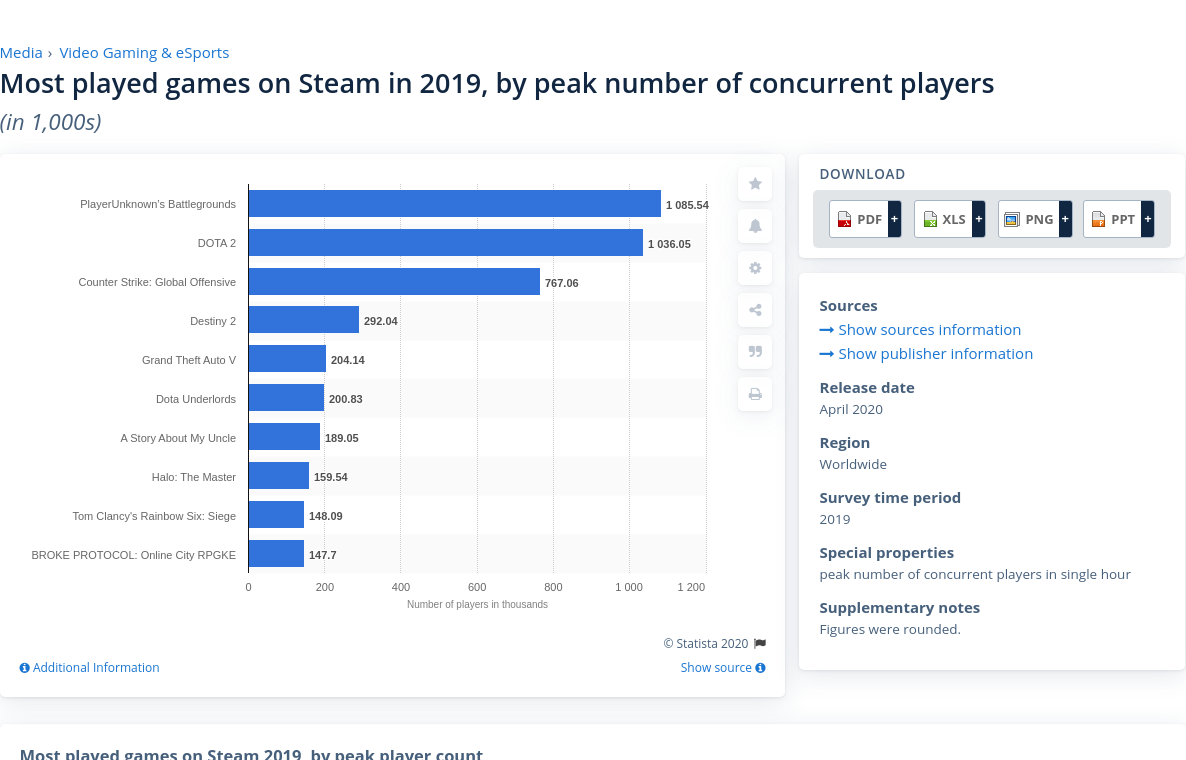 Media › Video Gaming & eSports
Most played games on Steam in 2019, by peak number of concurrent players
(in 1,000s)
PlayerUnknown's Battlegrounds 1 085.54
DOTA 2 1 036.05
Counter Strike: Global Offensive 767.06
Destiny 2 292.04
Grand Theft Auto V 204.14
Dota Underlords 200.83
A Story About My Uncle 189.05
Halo: The Master 159.54
Tom Clancy's Rainbow Six: Siege 148.09
BROKE PROTOCOL: Online City RPGKE 147.7
0 200 400 600 800 1 000 1 200
Number of players in thousands
© Statista 2020
Additional Information
Show source
DOWNLOAD
PDF + XLS + PNG + PPT +
Sources
Show sources information
Show publisher information
Release date
April 2020
Region
Worldwide
Survey time period
2019
Special properties
peak number of concurrent players in single hour
Supplementary notes
Figures were rounded.
Most played games on Steam 2019, by peak player count